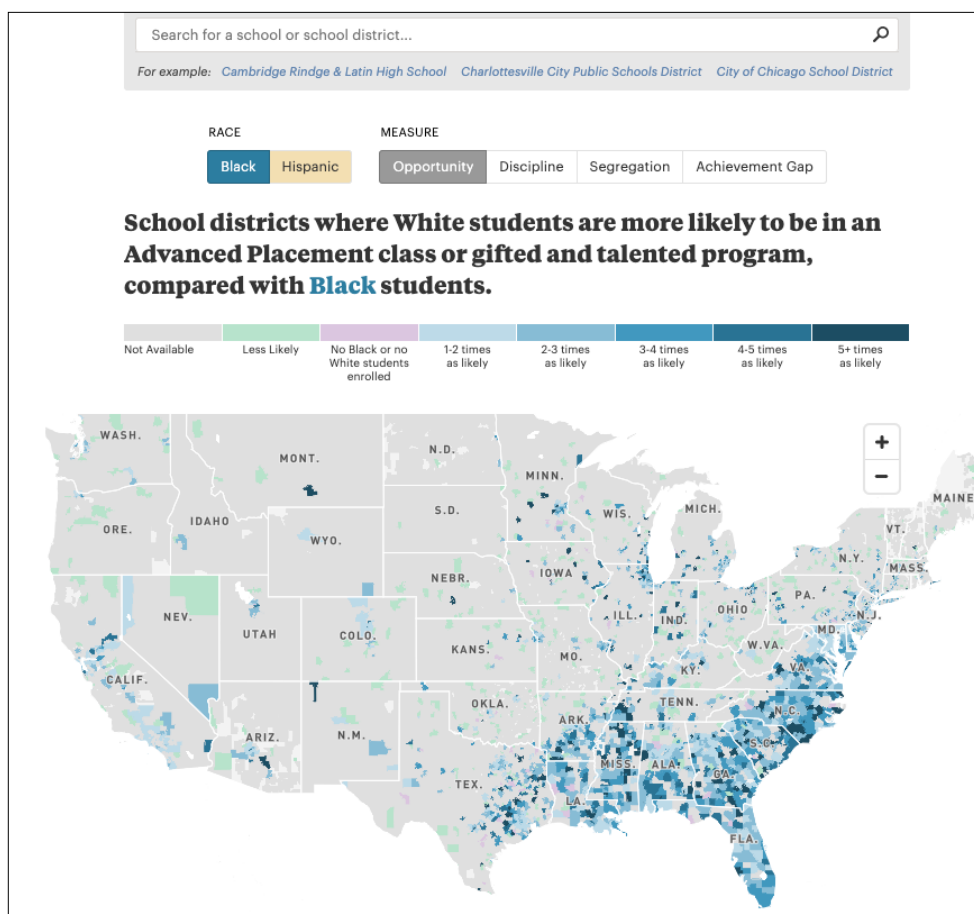 Search for a school or school district...
For example: Cambridge Rindge & Latin High School Charlottesville City Public Schools District City of Chicago School District
RACE MEASURE
Black Hispanic Opportunity Discipline Segregation Achievement Gap
School districts where White students are more likely to be in an
Advanced Placement class or gifted and talented program,
compared with Black students.
Not Available Less Likely No Black or no White students enrolled 1-2 times as likely 2-3 times as likely 3-4 times as likely 4-5 times as likely 5+ times as likely
+
−
WASH.
MONT.
N.D.
MINN.
MAINE
ORE.
IDAHO
WYO.
S.D.
WIS.
MICH.
VT.
N.Y.
MASS.
NEBR.
IOWA
PA.
N.J.
NEV.
UTAH
COLO.
KANS.
MO.
ILL.
IND.
OHIO
W.VA.
MD.
VA.
CALIF.
KY.
ARIZ.
N.M.
OKLA.
ARK.
TENN.
N.C.
S.C.
TEX.
LA.
MISS.
ALA.
GA.
FLA.